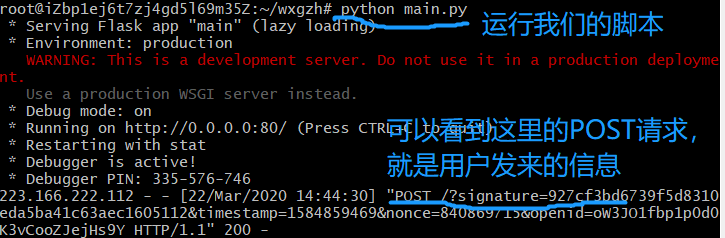 root@iZbp1ej6t7zj4gd5l69m35Z:~/wxgzh# python main.py
运行我们的脚本
 * Serving Flask app "main" (lazy loading)
 * Environment: production
   WARNING: This is a development server. Do not use it in a production deployme
nt.
   Use a production WSGI server instead.
 * Debug mode: on
 * Running on http://0.0.0.0:80/ (Press CTRL+C to quit)
 * Restarting with stat
 * Debugger is active!
 * Debugger PIN: 335-576-746
可以看到这里的POST请求,
就是用户发来的信息
223.166.222.112 - - [22/Mar/2020 14:44:30] "POST /?signature=927cf3bd6739f5d8310
eda5ba41c63aec1605112&timestamp=1584859469&nonce=840869715&openid=oW3JO1fbp1p0d0
K3vCooZJejHs9Y HTTP/1.1" 200 -